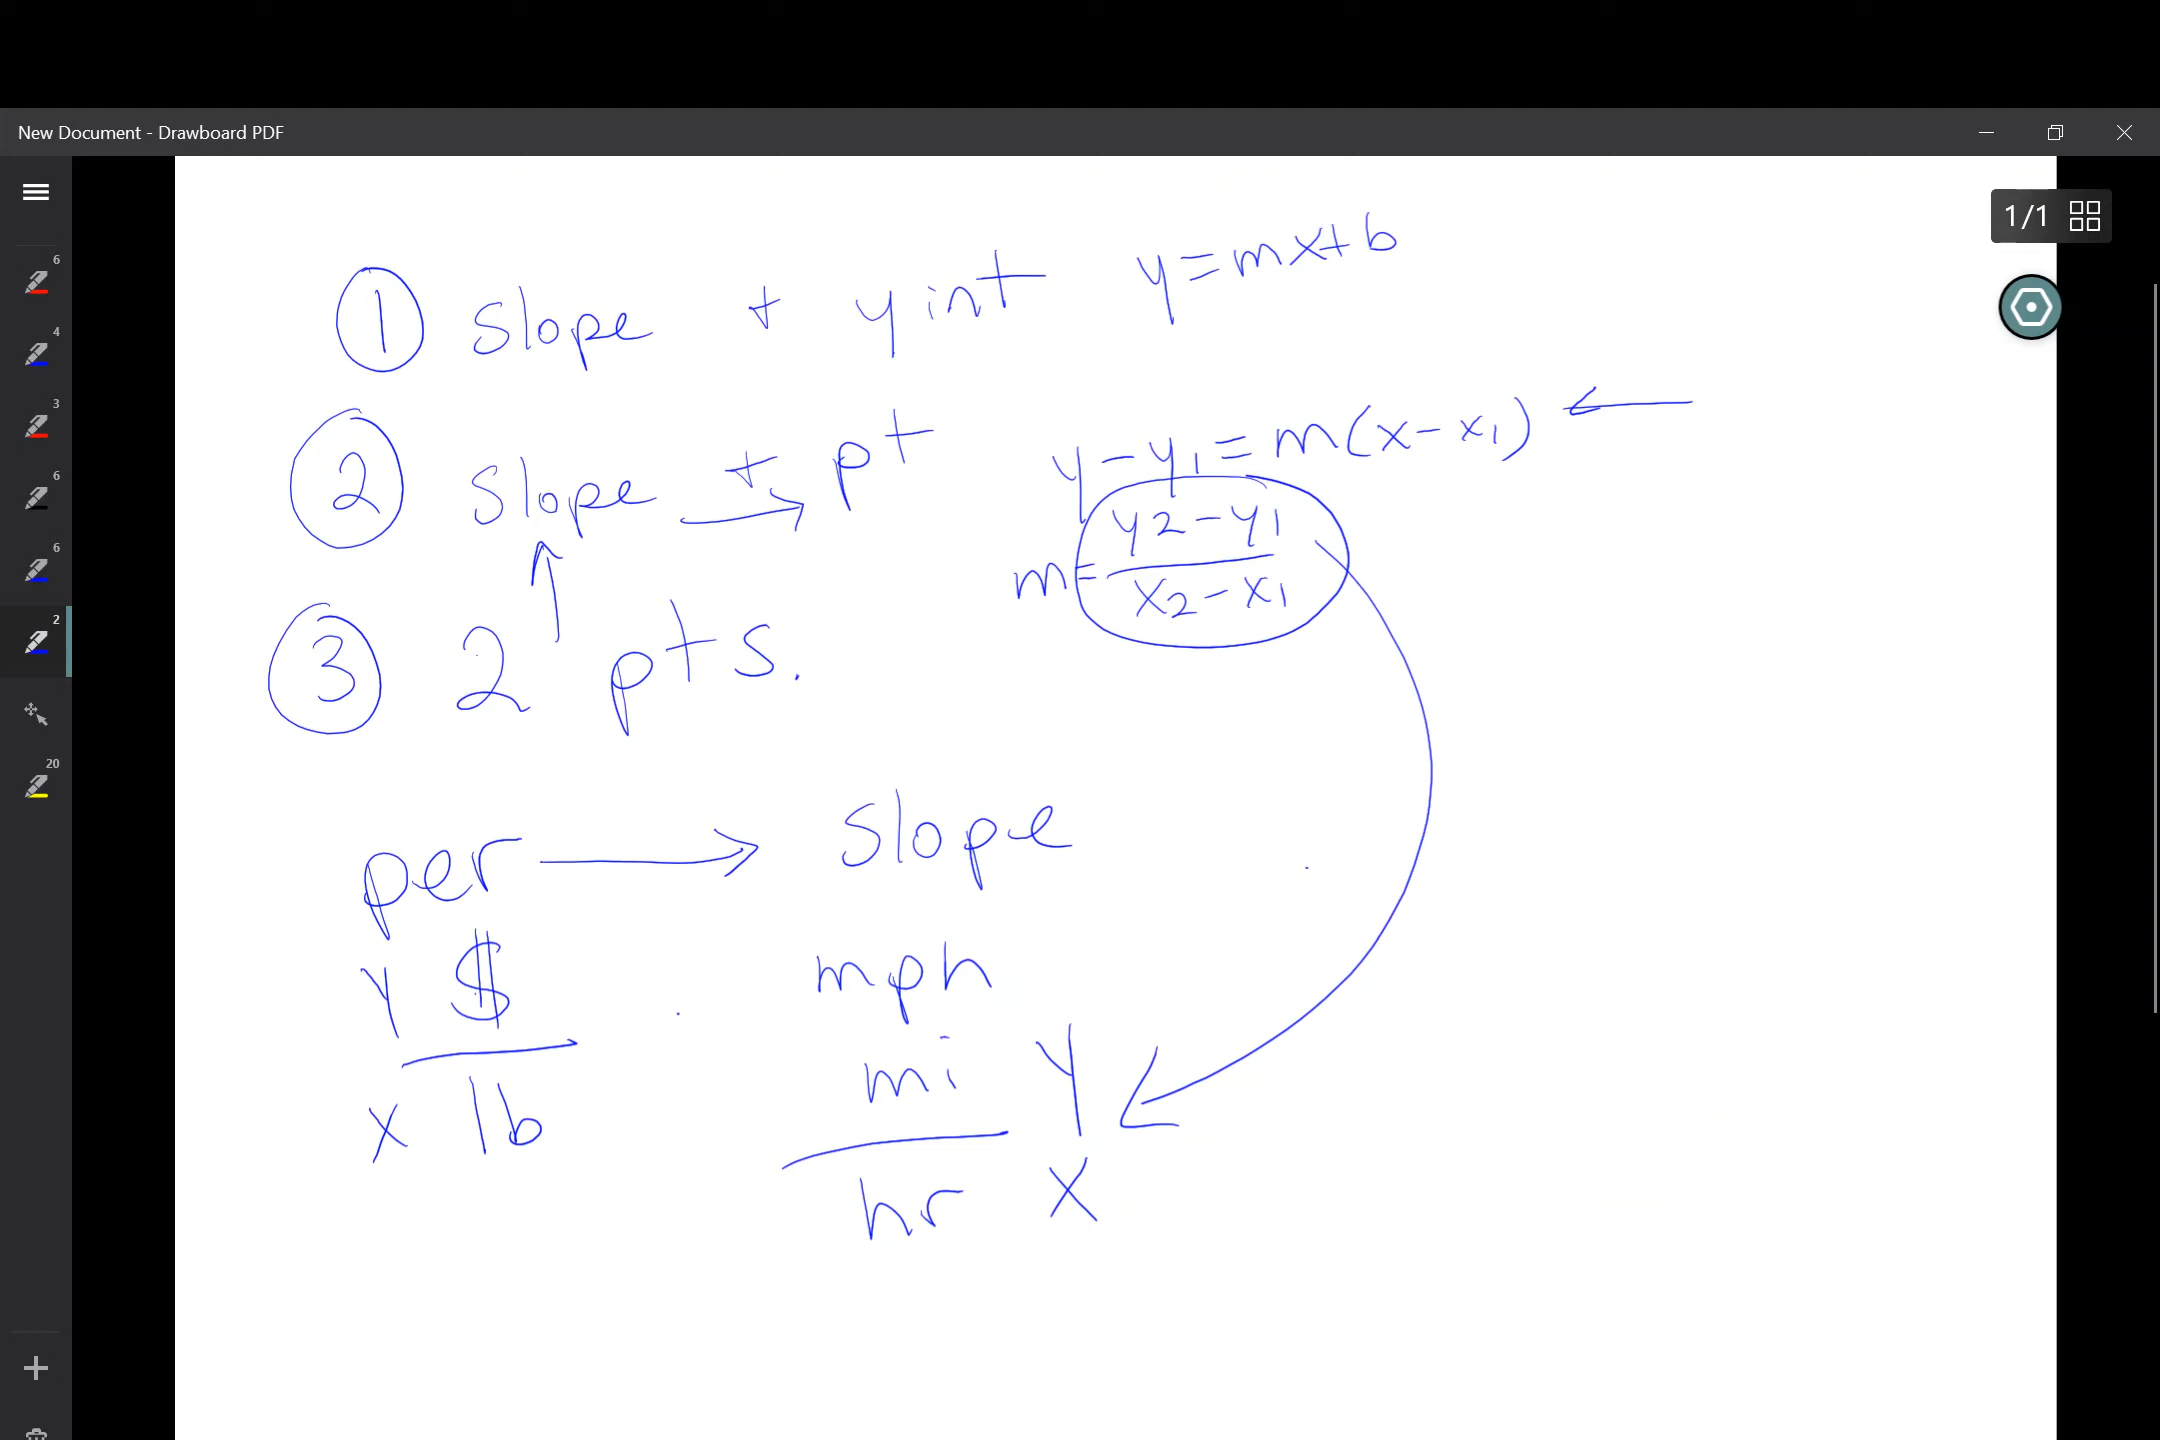 New Document - Drawboard PDF
1/1
6
4
3
6
6
2
20
① slope + y int y=mx+b
② slope + pt y-y₁=m(x-x₁)
m= y2-y1
x2-x1
③ 2 pts.
per → slope
y $
x lb
mph
mi y
hr x